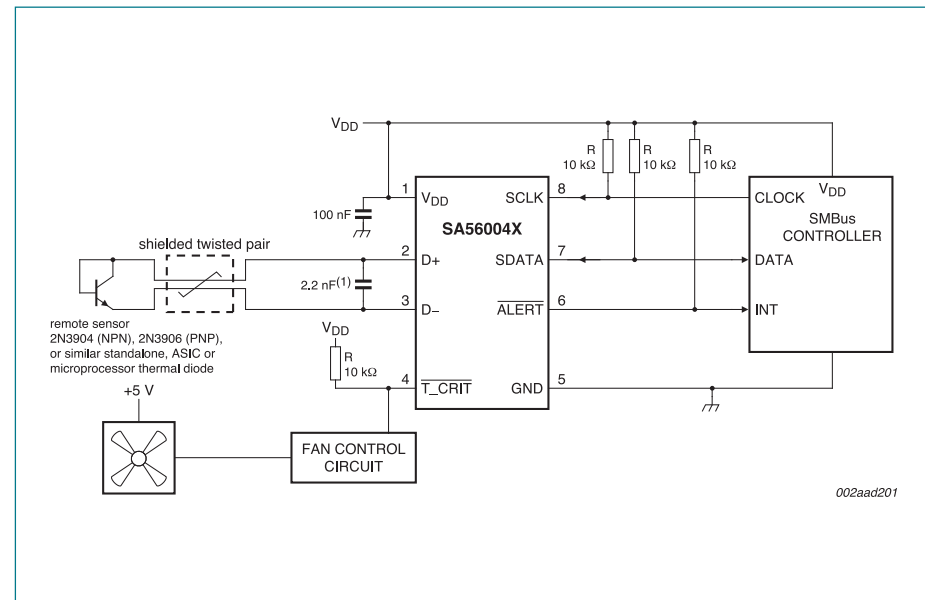 VDD
R
10 kΩ
R
10 kΩ
R
10 kΩ
1
VDD
SCLK
8
CLOCK
VDD
100 nF
SA56004X
SMBus
CONTROLLER
shielded twisted pair
2
D+
SDATA
7
DATA
2.2 nF(1)
3
D−
ALERT
6
INT
remote sensor
2N3904 (NPN), 2N3906 (PNP),
or similar standalone, ASIC or
microprocessor thermal diode
VDD
R
10 kΩ
4
T_CRIT
GND
5
+5 V
FAN CONTROL
CIRCUIT
002aad201